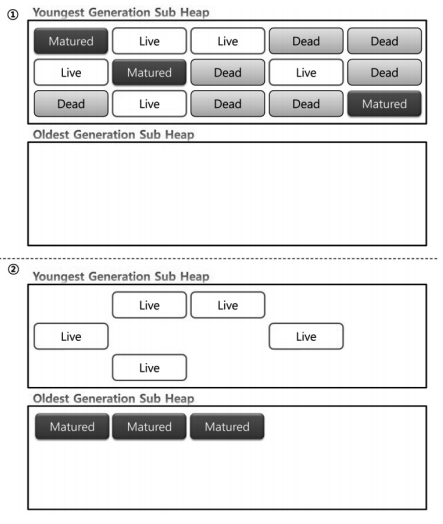 ① Youngest Generation Sub Heap
Matured Live Live Dead Dead
Live Matured Dead Live Dead
Dead Live Dead Dead Matured
Oldest Generation Sub Heap
② Youngest Generation Sub Heap
Live Live
Live Live
Live
Oldest Generation Sub Heap
Matured Matured Matured